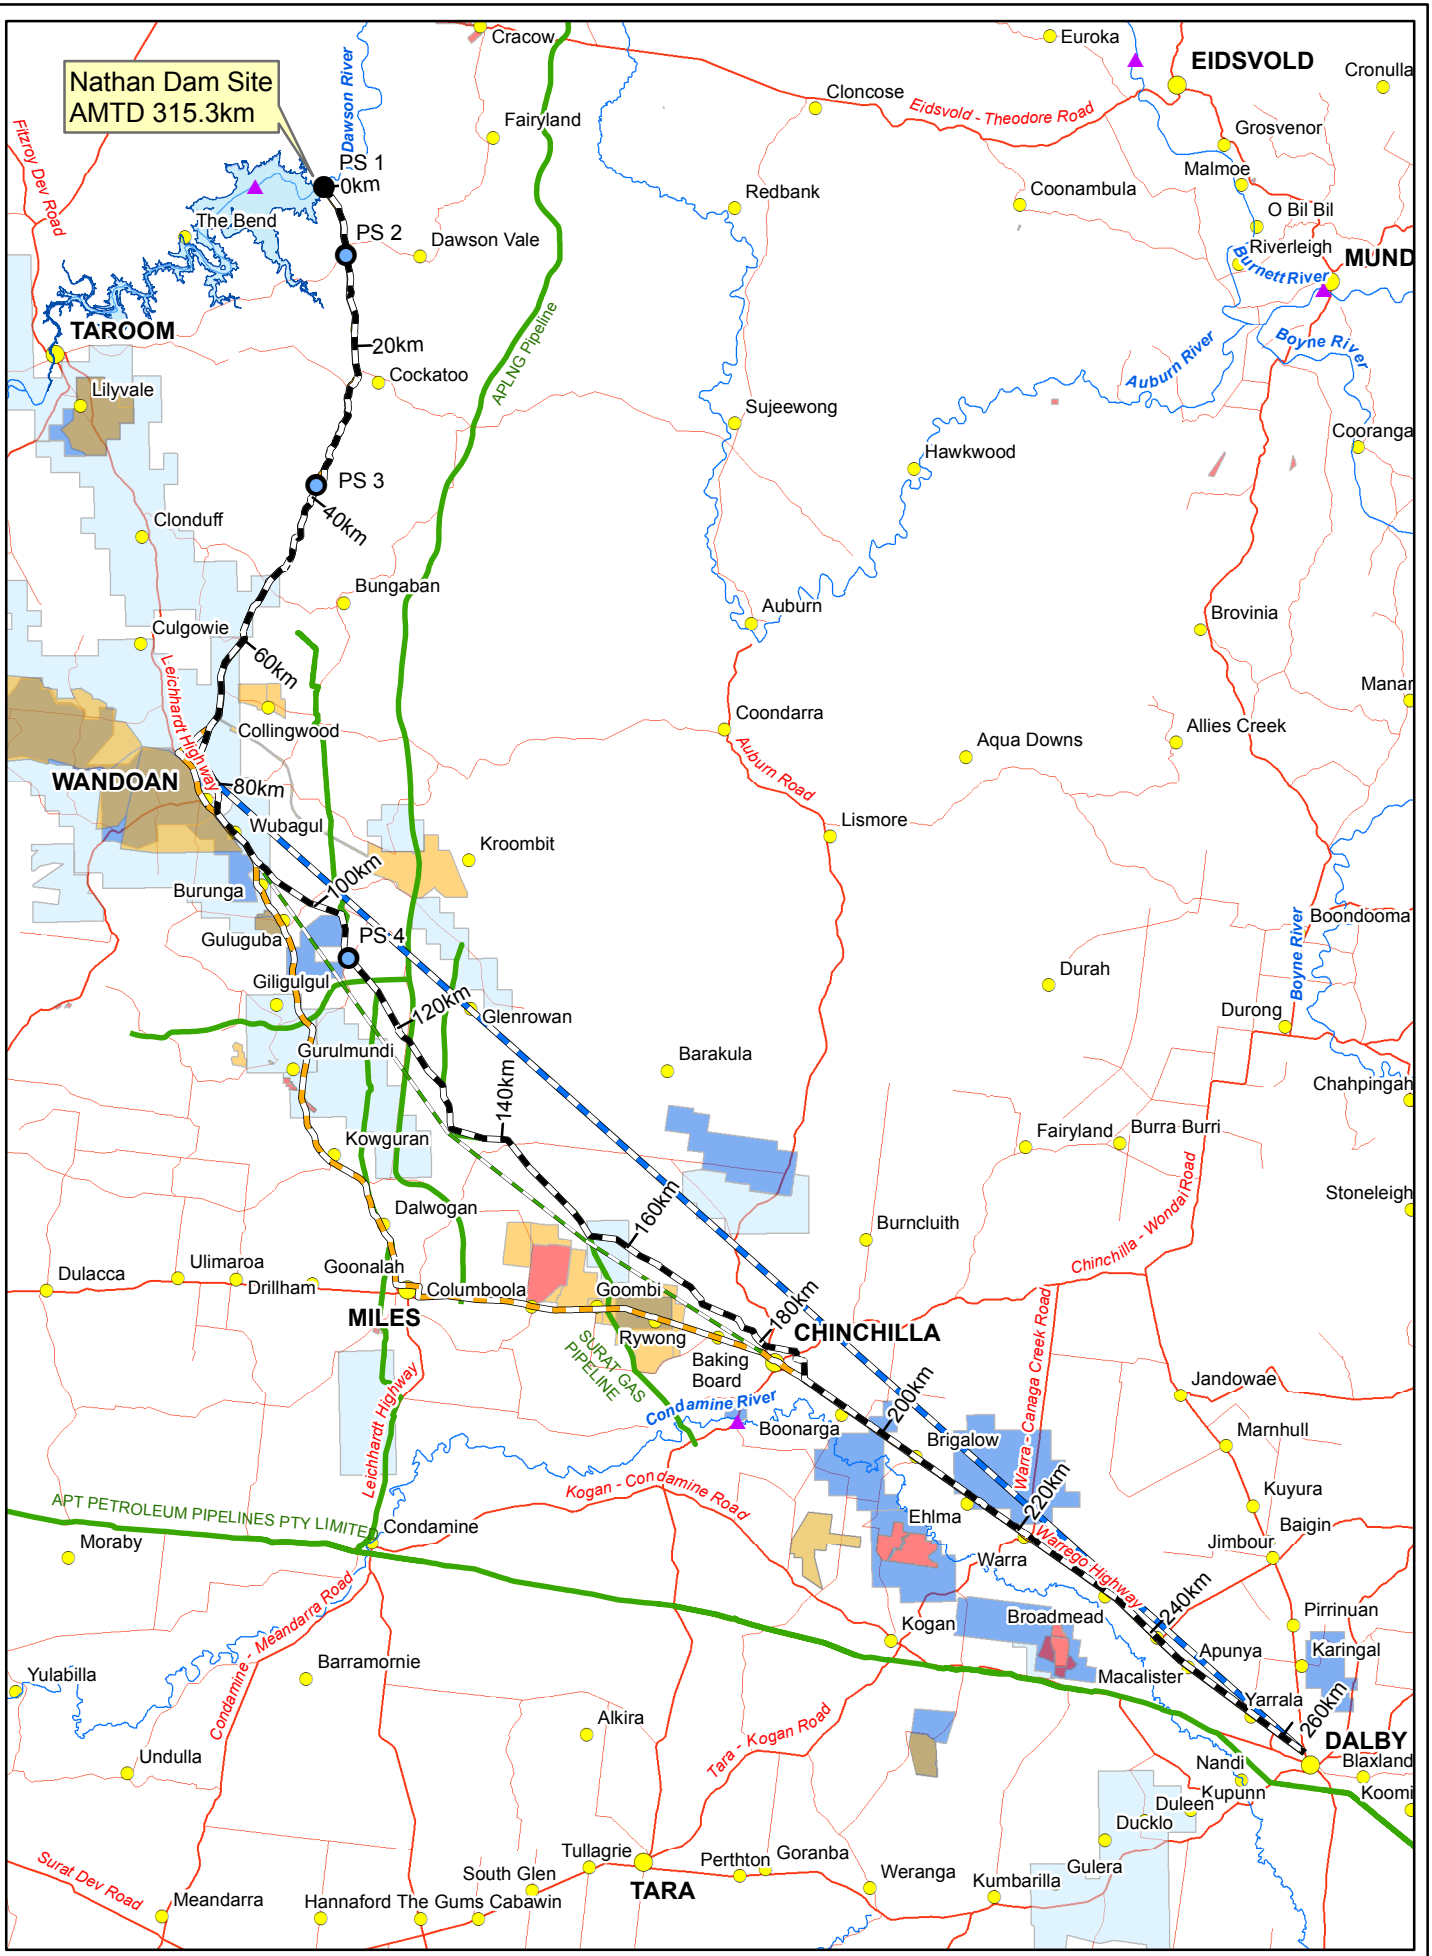 Cracow
Euroka
EIDSVOLD
Cronulla
Nathan Dam Site
AMTD 315.3km
Dawson River
Cloncose
Eidsvold - Theodore Road
Fairyland
Grosvenor
Fitzroy Dev Road
PS 1
0km
Malmoe
Redbank
Coonambula
O Bil Bil
The Bend
PS 2
Dawson Vale
Riverleigh
MUND
Burnett River
TAROOM
20km
APLNG Pipeline
Auburn River
Boyne River
Cockatoo
Lilyvale
Sujeewong
Cooranga
Hawkwood
PS 3
40km
Clonduff
Bungaban
Auburn
Brovinia
Culgowie
60km
Leichhardt Highway
Manar
Collingwood
Coondarra
Allies Creek
Aqua Downs
Auburn Road
WANDOAN
80km
Wubagul
Lismore
Kroombit
100km
Burunga
Boondooma
Guluguba
PS 4
Boyne River
Durah
Giligulgul
120km
Glenrowan
Durong
Gurulmundi
Barakula
Chahpingah
140km
Kowguran
Fairyland
Burra Burri
Stoneleigh
Dalwogan
160km
Burncluith
Chinchilla - Wondai Road
Ulimaroa
Dulacca
Drillham
Goonalah
Columboola
Goombi
MILES
180km
CHINCHILLA
Warra - Canaga Creek Road
Rywong
SURAT GAS
PIPELINE
Baking
Board
Jandowae
Leichhardt Highway
Condamine River
200km
Boonarga
Brigalow
Marnhull
Kogan - Condamine Road
220km
Kuyura
APT PETROLEUM PIPELINES PTY LIMITED
Condamine
Ehlma
Baigin
Moraby
Jimbour
Warra
Warrego Highway
Condamine - Meandarra Road
240km
Kogan
Broadmead
Pirrinuan
Apunya
Karingal
Yulabilla
Barramornie
Macalister
Yarrala
260km
Alkira
Tara - Kogan Road
DALBY
Undulla
Nandi
Blaxland
Kupunn
Koomi
Duleen
Ducklo
Surat Dev Road
Tullagrie
Perthton
Goranba
Gulera
South Glen
Weranga
Kumbarilla
TARA
Meandarra
Hannaford
The Gums
Cabawin